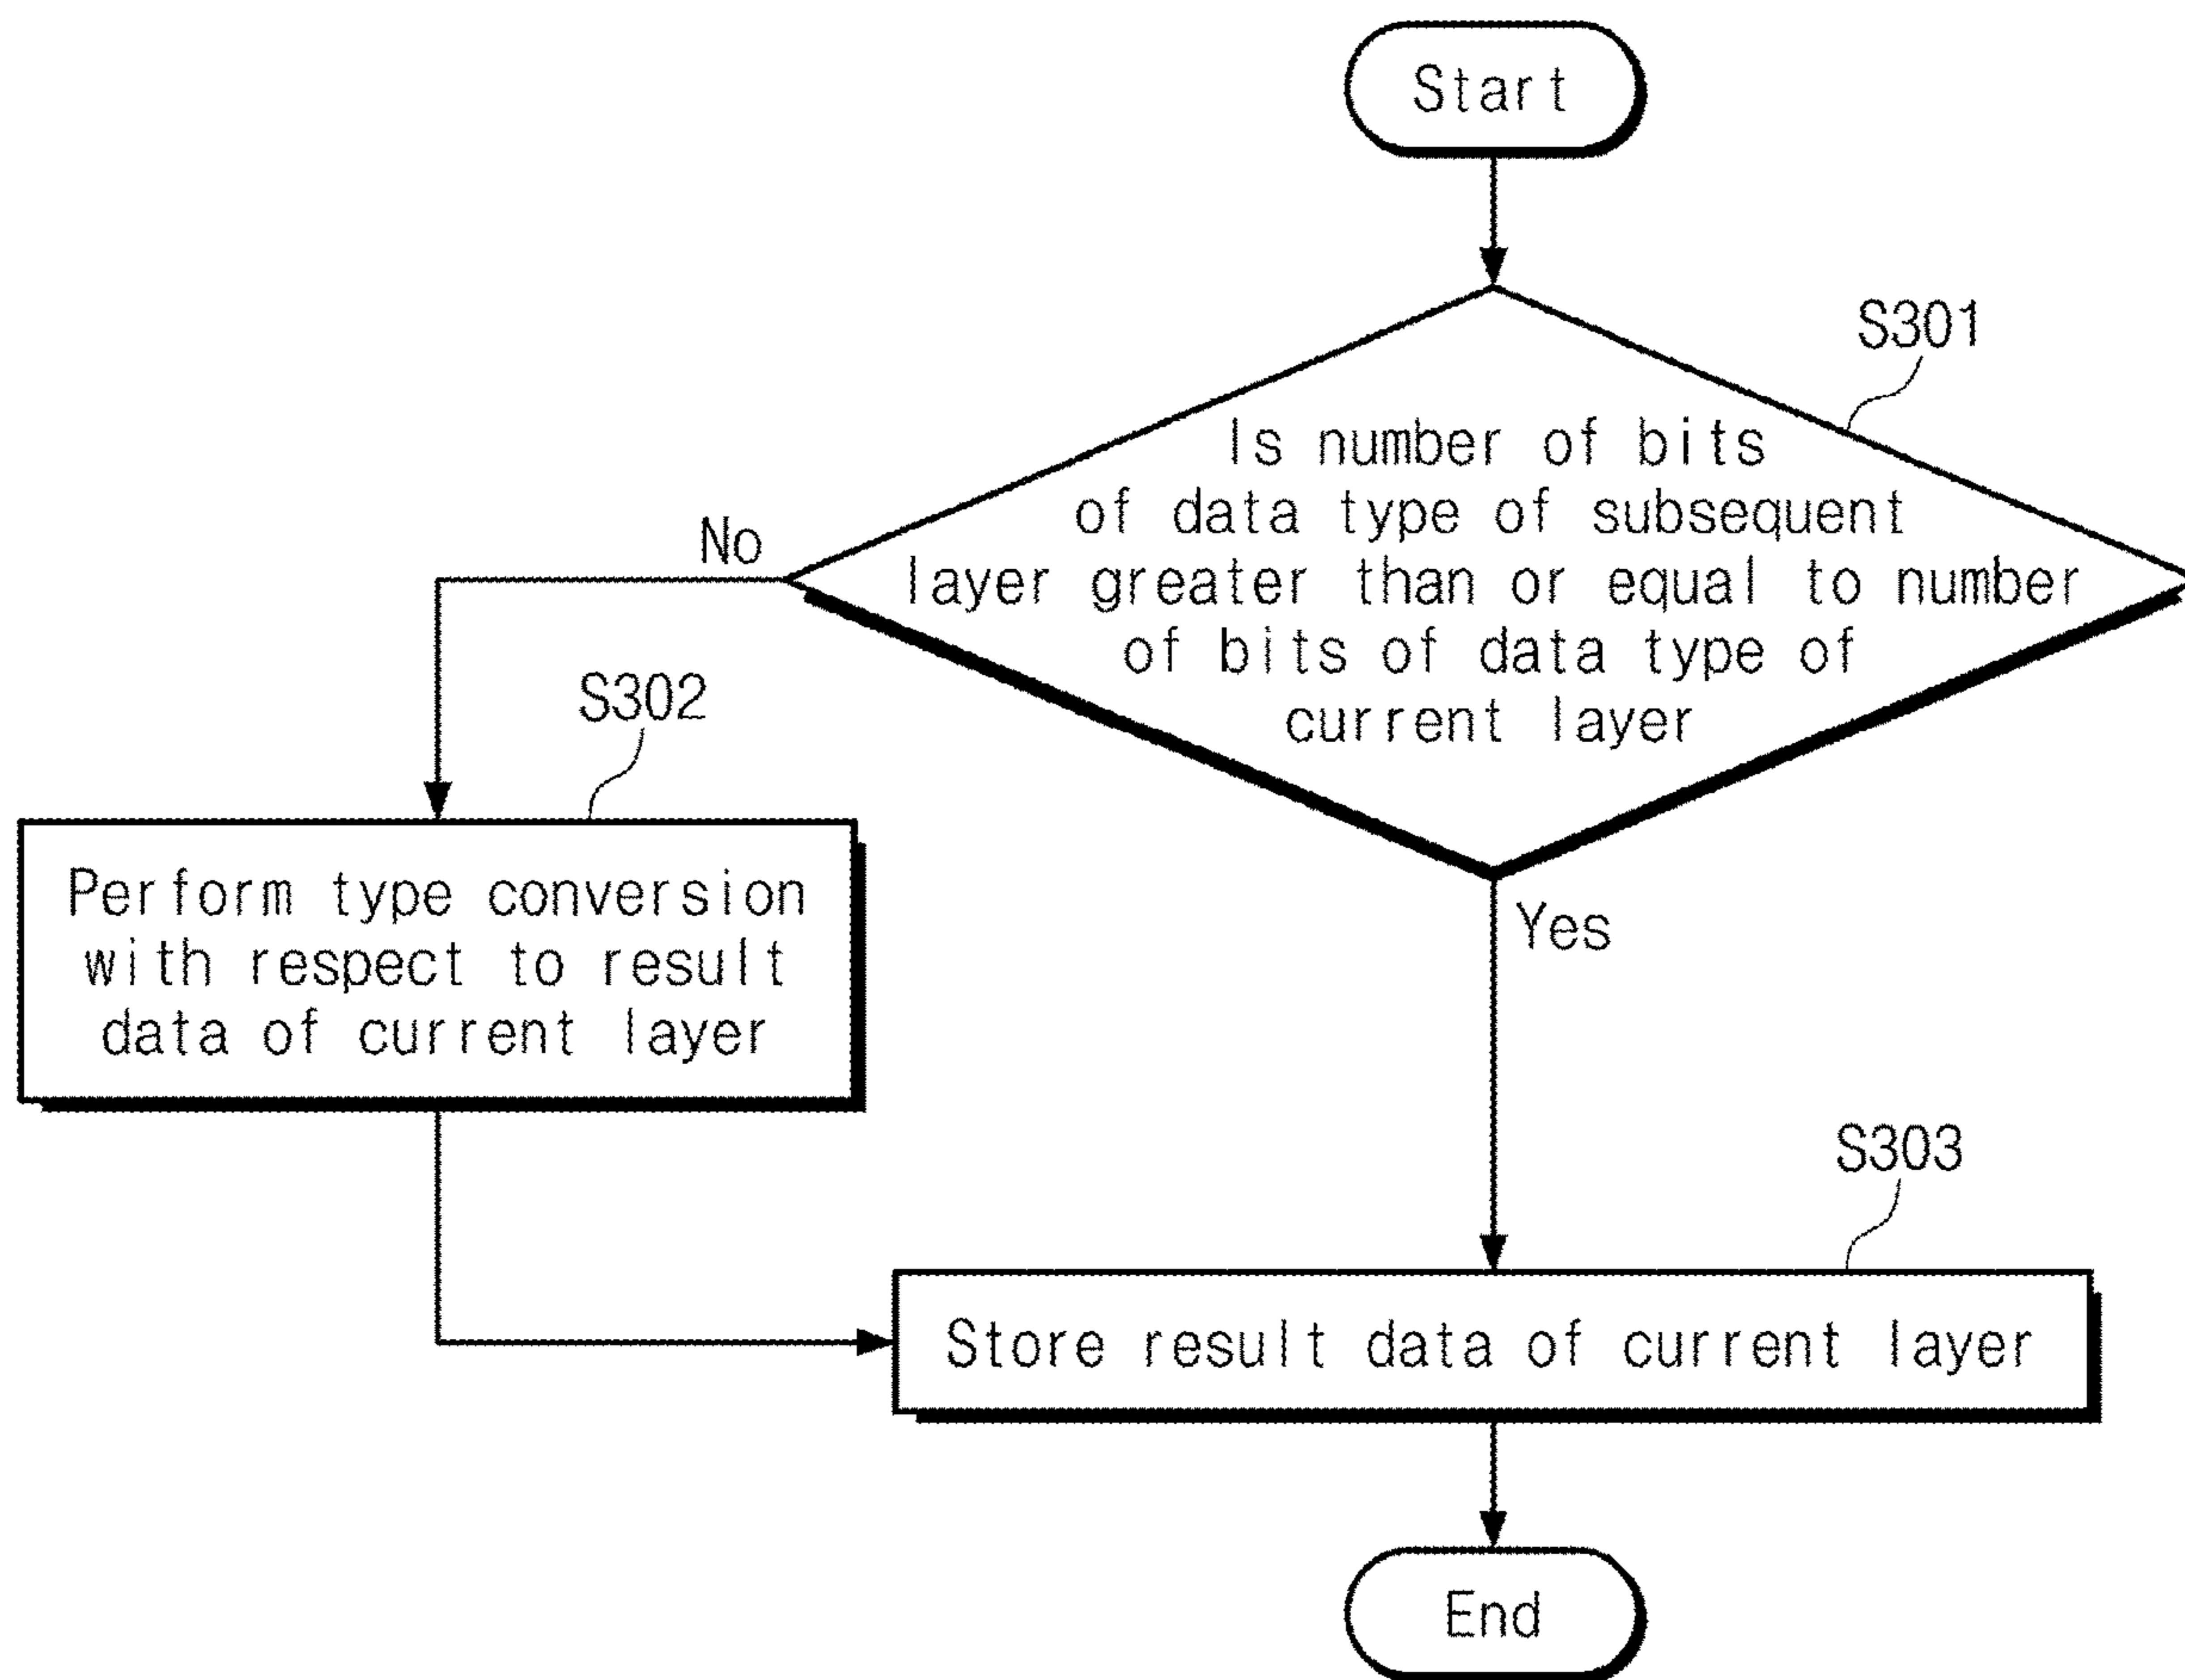 Start
S301
Is number of bits
of data type of subsequent
layer greater than or equal to number
of bits of data type of
current layer
No
Yes
S302
Perform type conversion
with respect to result
data of current layer
S303
Store result data of current layer
End